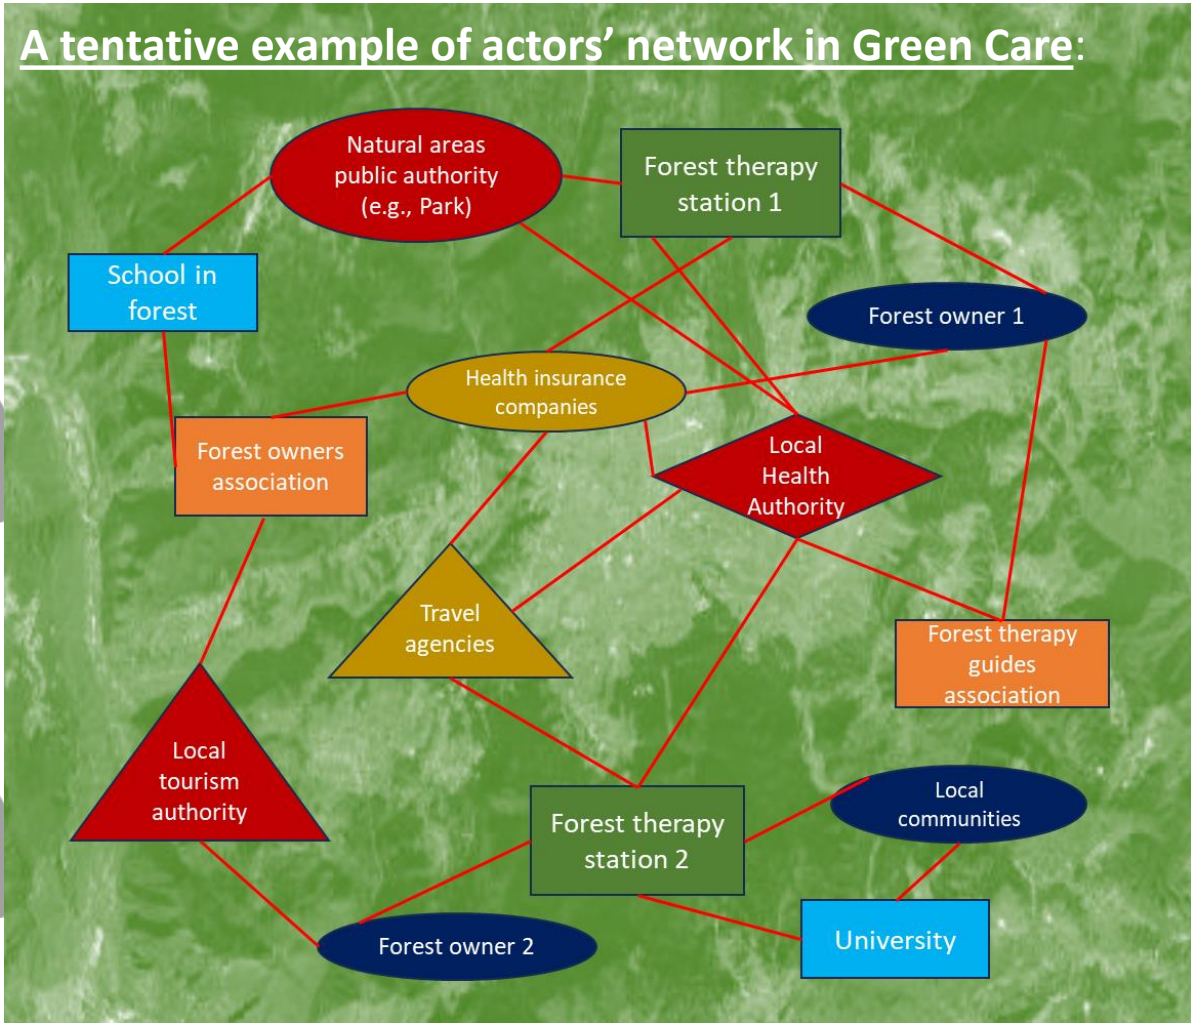 A tentative example of actors’ network in Green Care:
Natural areas
public authority
(e.g., Park)
Forest therapy
station 1
School in
forest
Forest owner 1
Health insurance
companies
Forest owners
association
Local
Health
Authority
Travel
agencies
Forest therapy
guides
association
Local
tourism
authority
Forest therapy
station 2
Local
communities
Forest owner 2
University